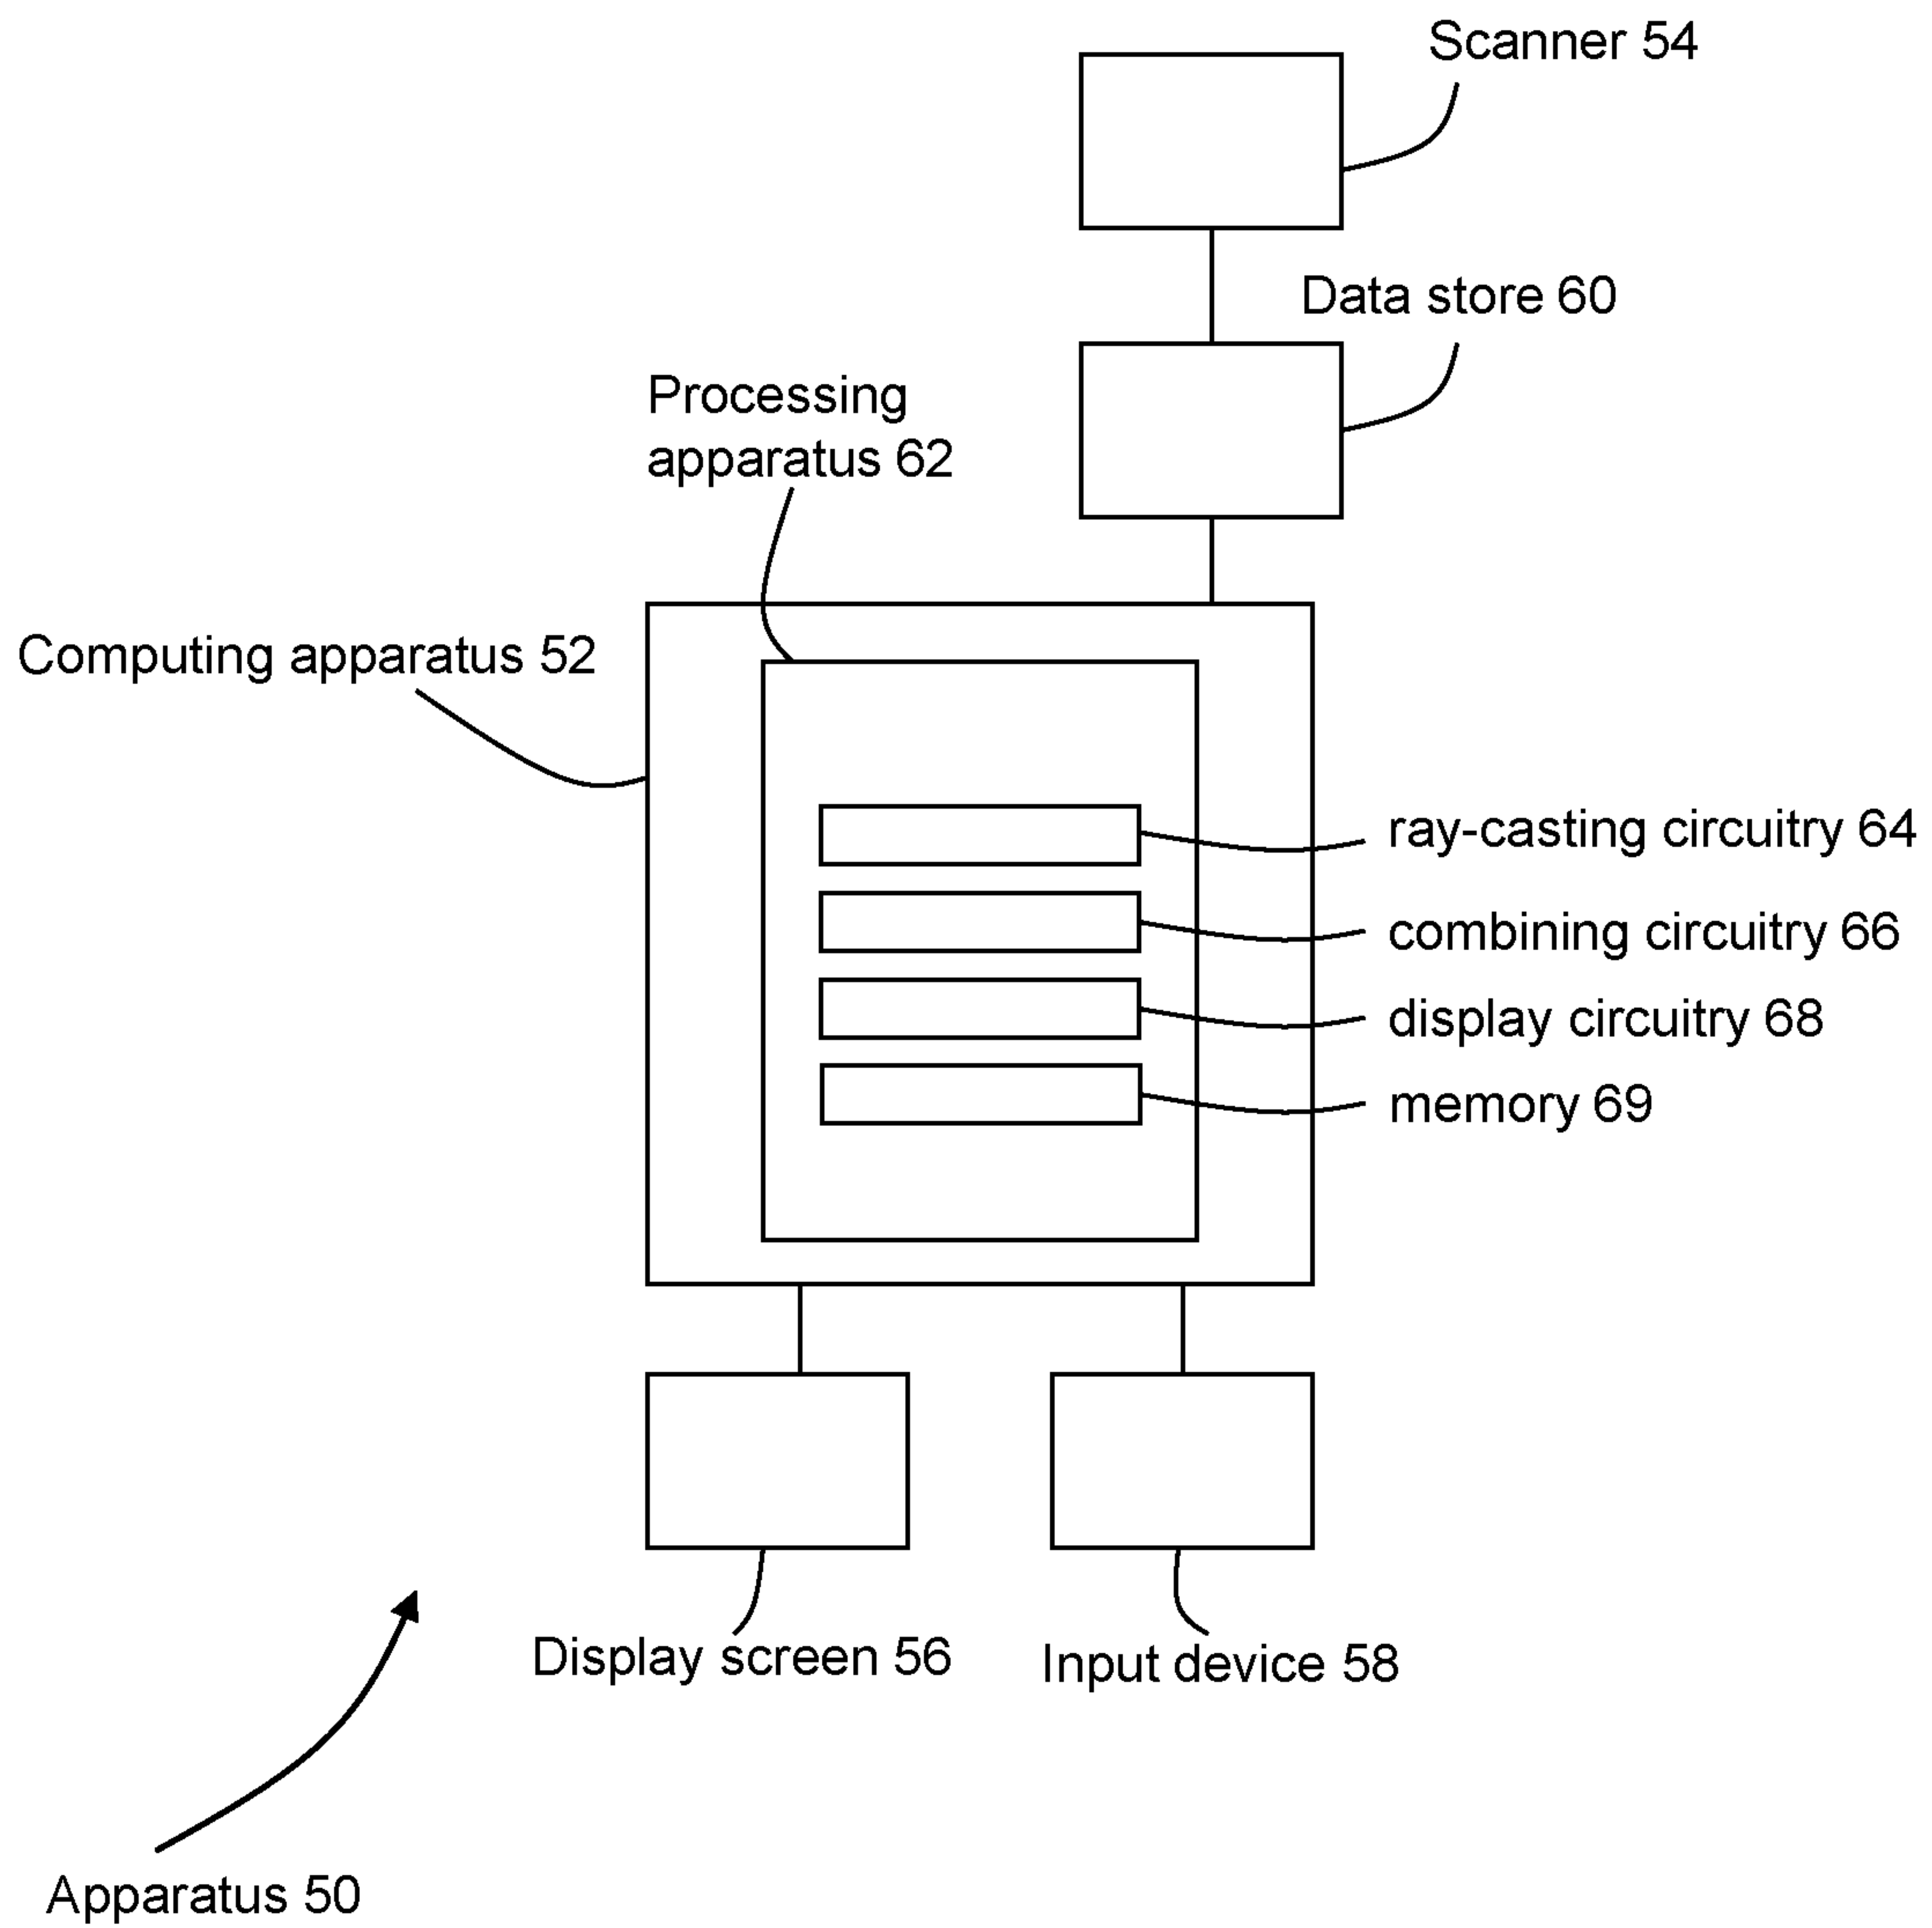 Scanner 54
Data store 60
Processing
apparatus 62
Computing apparatus 52
ray-casting circuitry 64
combining circuitry 66
display circuitry 68
memory 69
Display screen 56
Input device 58
Apparatus 50